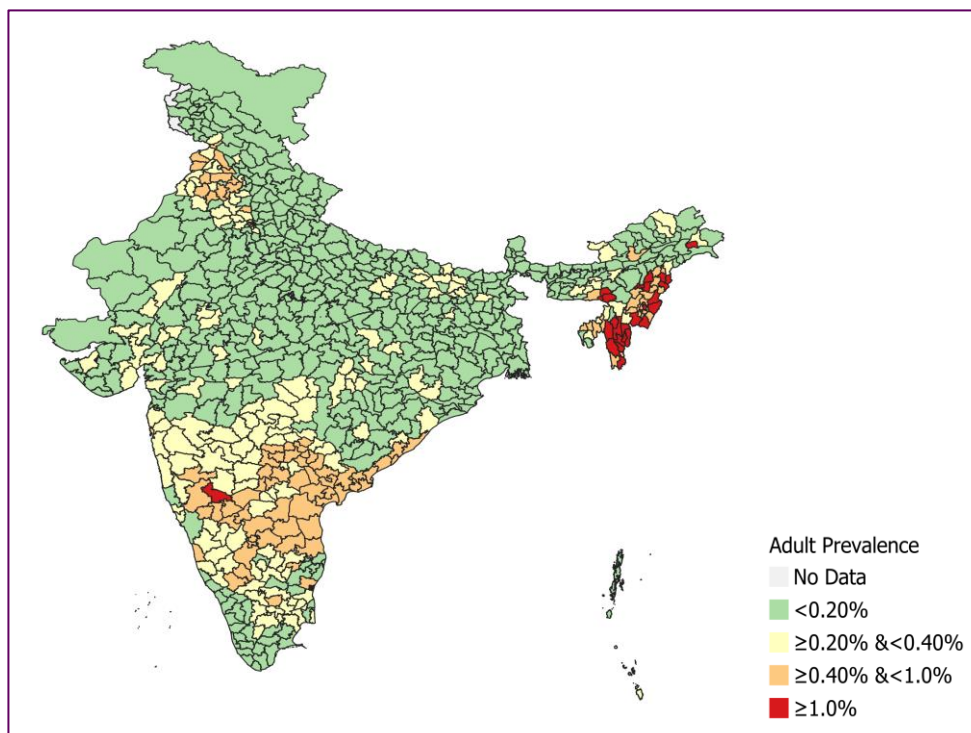 Adult Prevalence
No Data
<0.20%
≥0.20% &<0.40%
≥0.40% &<1.0%
≥1.0%